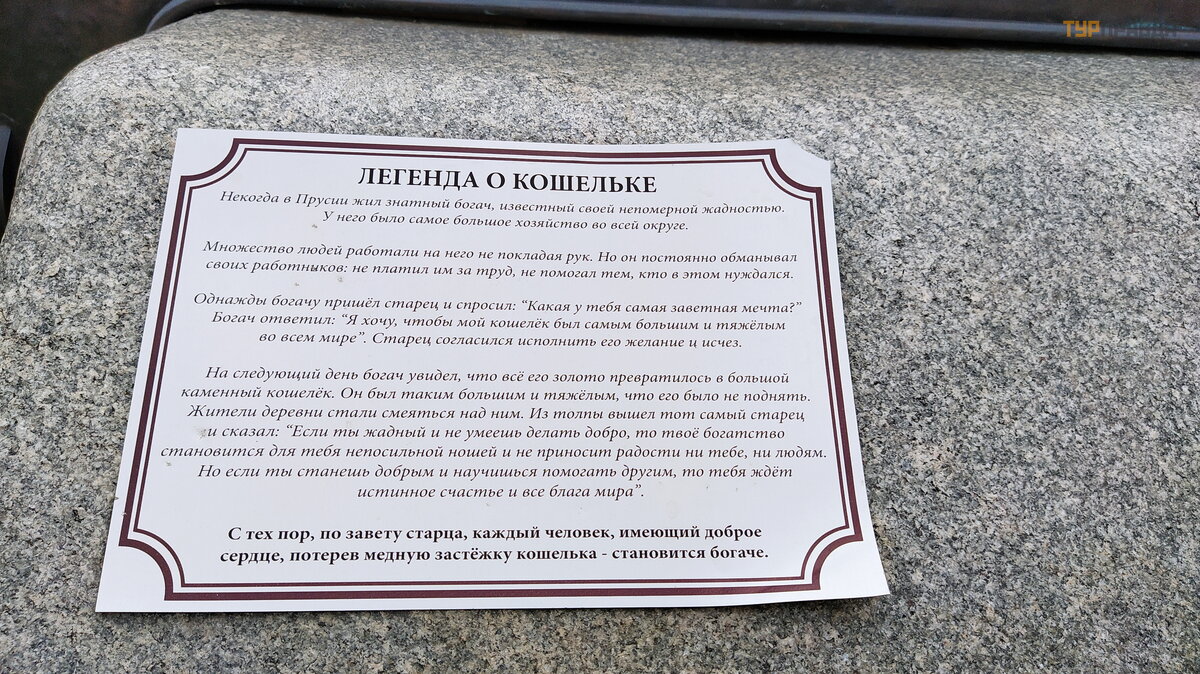 ТУРПРАВДА
ЛЕГЕНДА О КОШЕЛЬКЕ
Некогда в Прусии жил знатный богач, известный своей непомерной жадностью.
У него было самое большое хозяйство во всей округе.
Множество людей работали на него не покладая рук. Но он постоянно обманывал
своих работников: не платил им за труд, не помогал тем, кто в этом нуждался.
Однажды богачу пришёл старец и спросил: “Какая у тебя самая заветная мечта?”
Богач ответил: “Я хочу, чтобы мой кошелёк был самым большим и тяжёлым
во всем мире”. Старец согласился исполнить его желание и исчез.
На следующий день богач увидел, что всё его золото превратилось в большой
каменный кошелёк. Он был таким большим и тяжёлым, что его было не поднять.
Жители деревни стали смеяться над ним. Из толпы вышел тот самый старец
и сказал: “Если ты жадный и не умеешь делать добро, то твоё богатство
становится для тебя непосильной ношей и не приносит радости ни тебе, ни людям.
Но если ты станешь добрым и научишься помогать другим, то тебя ждёт
истинное счастье и все блага мира”.
С тех пор, по завету старца, каждый человек, имеющий доброе
сердце, потерев медную застёжку кошелька - становится богаче.